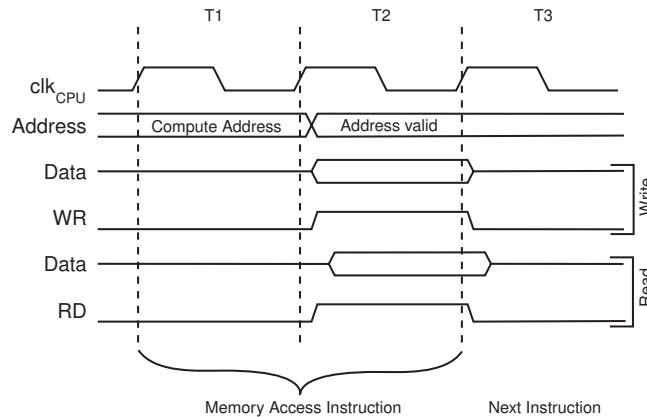 T1 T2 T3
clkCPU
Address Compute Address Address valid
Data
WR
Write
Data
RD
Read
Memory Access Instruction Next Instruction